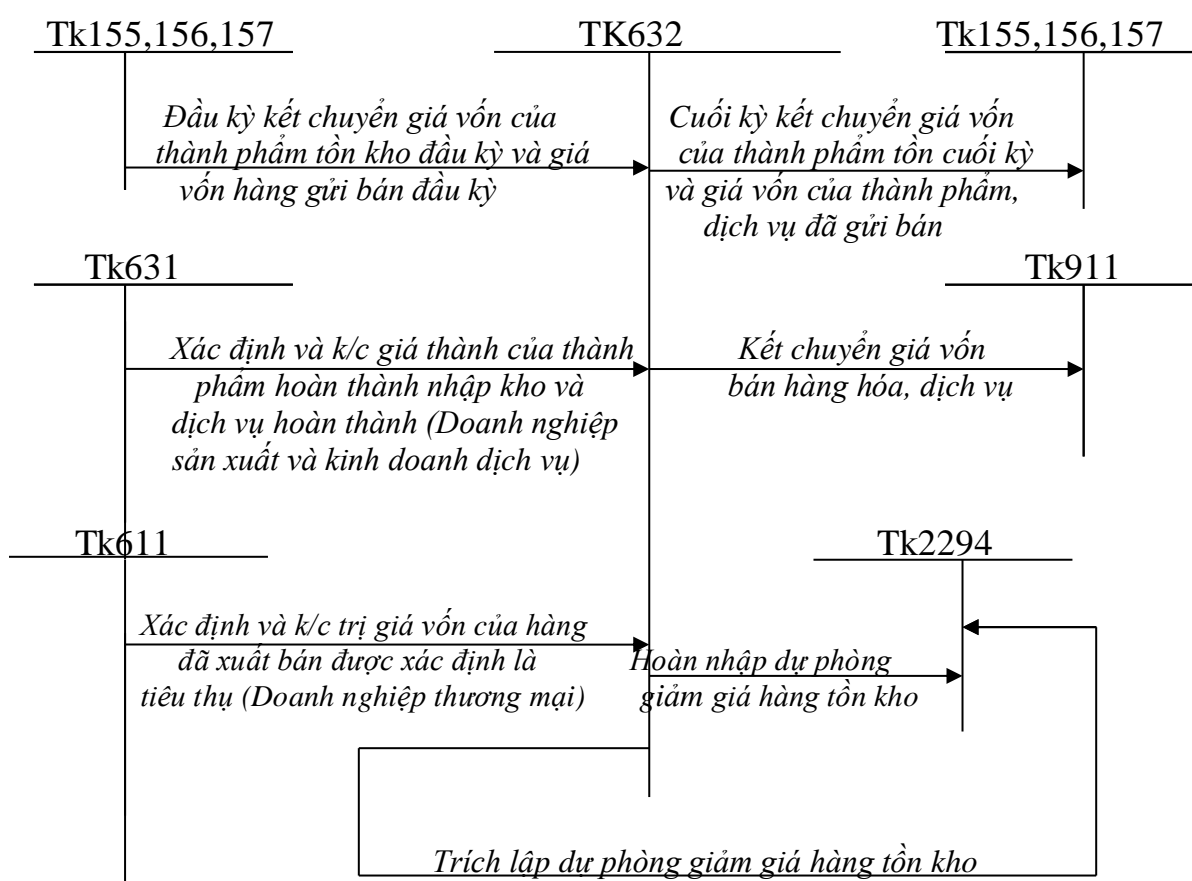 Tk155,156,157
TK632
Tk155,156,157
Đầu kỳ kết chuyển giá vốn của
thành phẩm tồn kho đầu kỳ và giá
vốn hàng gửi bán đầu kỳ
Cuối kỳ kết chuyển giá vốn
của thành phẩm tồn cuối kỳ
và giá vốn của thành phẩm,
dịch vụ đã gửi bán
Tk631
Tk911
Xác định và k/c giá thành của thành
phẩm hoàn thành nhập kho và
dịch vụ hoàn thành (Doanh nghiệp
sản xuất và kinh doanh dịch vụ)
Kết chuyển giá vốn
bán hàng hóa, dịch vụ
Tk611
Tk2294
Xác định và k/c trị giá vốn của hàng
đã xuất bán được xác định là
tiêu thụ (Doanh nghiệp thương mại)
Hoàn nhập dự phòng
giảm giá hàng tồn kho
Trích lập dự phòng giảm giá hàng tồn kho